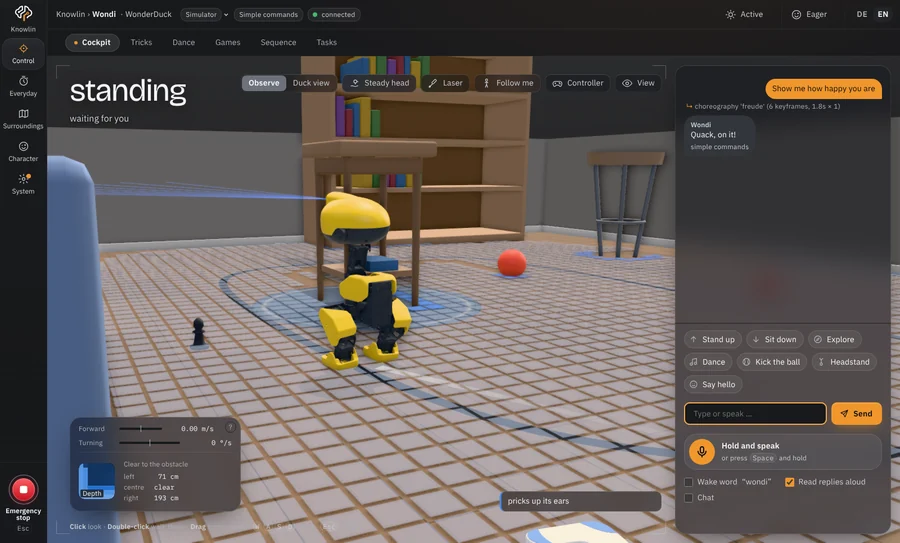 Knowlin
Knowlin › Wondi · WonderDuck
Simulator
Simple commands
connected
Active
Eager
DE
EN
Control
Everyday
Surroundings
Character
System
Emergency
stop
Esc
Cockpit
Tricks
Dance
Games
Sequence
Tasks
standing
waiting for you
Observe
Duck view
Steady head
Laser
Follow me
Controller
View
Show me how happy you are
↳ choreography 'freude' (6 keyframes, 1.8s × 1)
Wondi
Quack, on it!
simple commands
Stand up
Sit down
Explore
Dance
Kick the ball
Headstand
Say hello
Type or speak ...
Send
Hold and speak
or press Space and hold
Wake word "wondi"
Read replies aloud
Chat
Forward 0.00 m/s
?
Turning 0 °/s
Clear to the obstacle
left 71 cm
centre clear
right 193 cm
Depth
pricks up its ears
Click look · Double-click
Drag